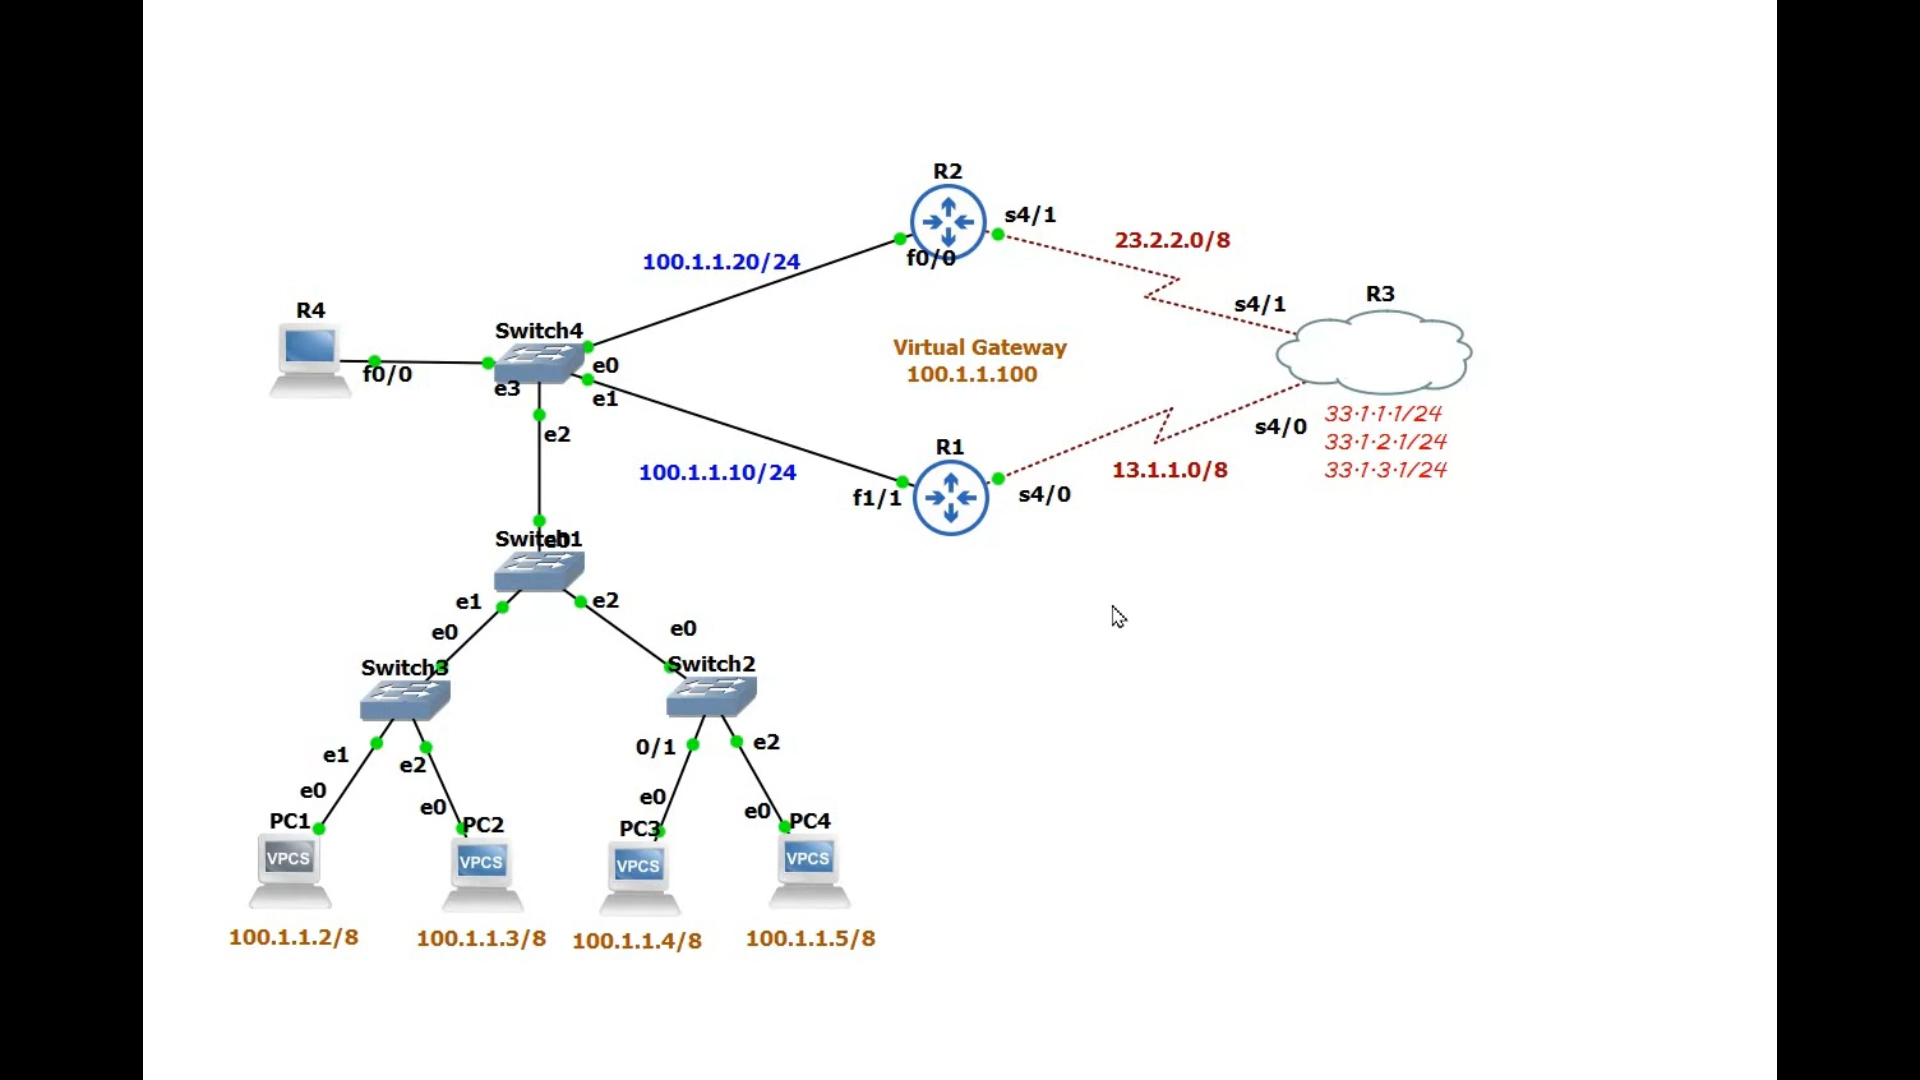 R2
s4/1
f0/0
100.1.1.20/24
23.2.2.0/8
R3
s4/1
R4
f0/0
Switch4
e0
e3
e1
e2
Virtual Gateway
100.1.1.100
s4/0
33.1.1.1/24
33.1.2.1/24
33.1.3.1/24
100.1.1.10/24
R1
f1/1
s4/0
13.1.1.0/8
Switch1
e0
e1
e2
e0
e0
Switch3
Switch2
e1
e2
0/1
e2
e0
e0
e0
e0
PC1
PC2
PC3
PC4
VPCS
VPCS
VPCS
VPCS
100.1.1.2/8
100.1.1.3/8
100.1.1.4/8
100.1.1.5/8